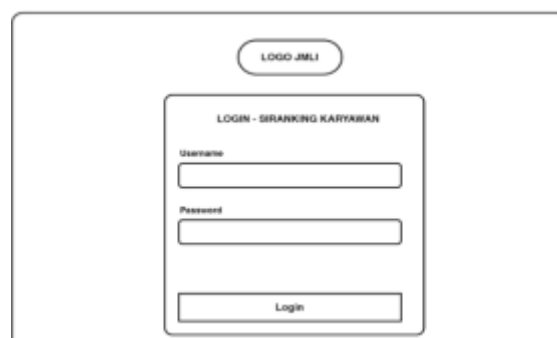 LOGO JMLI
LOGIN - SIRANKING KARYAWAN
Username
Password
Login